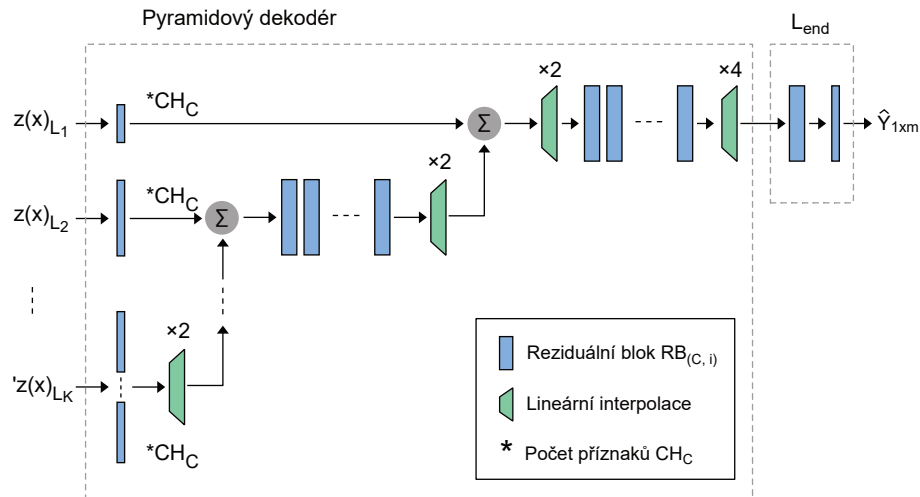 Pyramidový dekodér
L_end
×2
×4
z(x)_L₁
*CH_C
Σ
Ŷ_1xm
×2
z(x)_L₂
*CH_C
Σ
×2
'z(x)_L_K
*CH_C
Reziduální blok RB_(C, i)
Lineární interpolace
* Počet příznaků CH_C